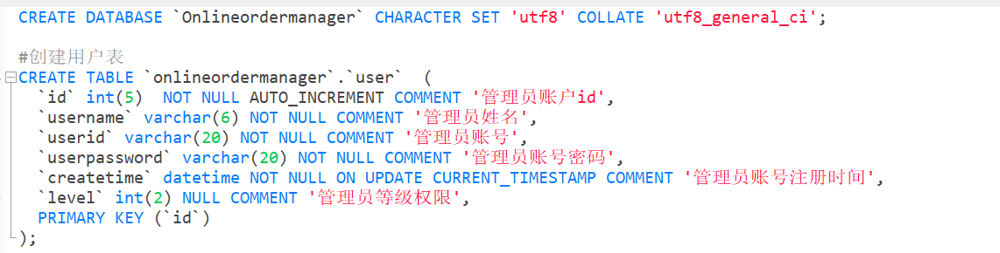 CREATE DATABASE `Onlineordermanager` CHARACTER SET 'utf8' COLLATE 'utf8_general_ci';
#创建用户表
CREATE TABLE `onlineordermanager`.`user`  (
  `id` int(5)  NOT NULL AUTO_INCREMENT COMMENT '管理员账户id',
  `username` varchar(6) NOT NULL COMMENT '管理员姓名',
  `userid` varchar(20) NOT NULL COMMENT '管理员账号',
  `userpassword` varchar(20) NOT NULL COMMENT '管理员账号密码',
  `createtime` datetime NOT NULL ON UPDATE CURRENT_TIMESTAMP COMMENT '管理员账号注册时间',
  `level` int(2) NULL COMMENT '管理员等级权限',
  PRIMARY KEY (`id`)
);